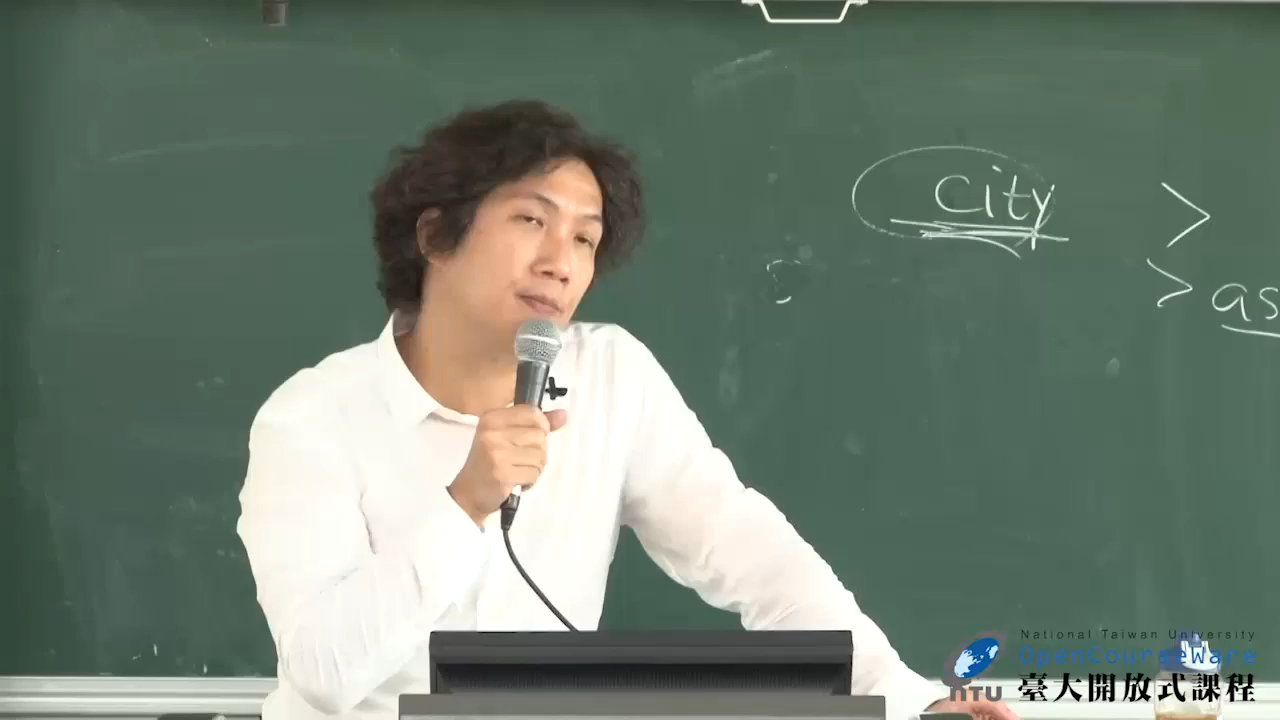 city >
> as
National Taiwan University
OpenCourseWare
NTU 臺大開放式課程